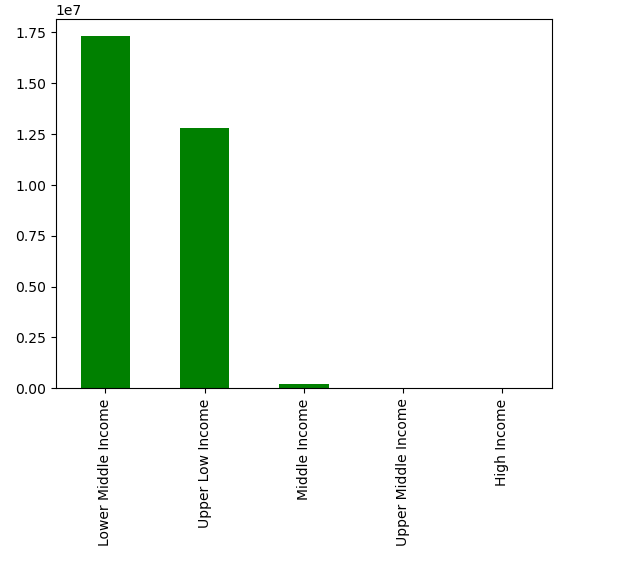 1e7
1.75
1.50
1.25
1.00
0.75
0.50
0.25
0.00
Lower Middle Income
Upper Low Income
Middle Income
Upper Middle Income
High Income